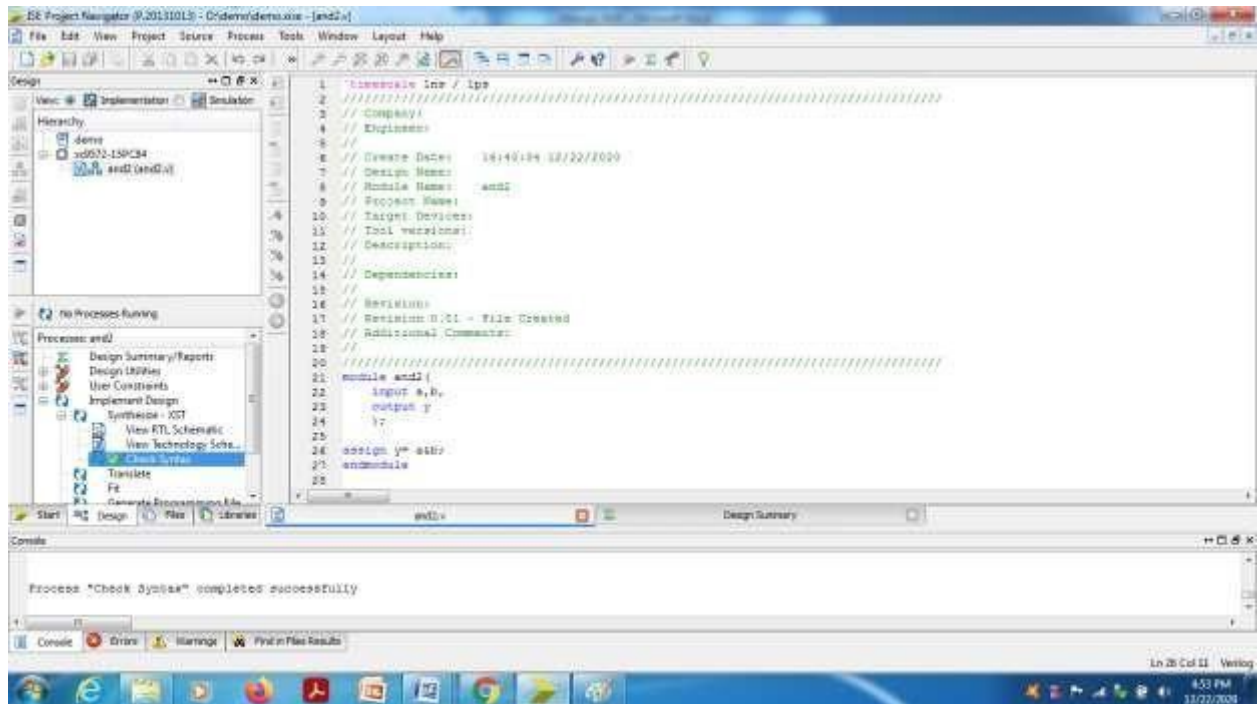 ISE Project Navigator (P.20131013) - D:\demo\demo.xise - [and2.v]
File Edit View Project Source Process Tools Window Layout Help
Design
View: Implementation Simulation
Hierarchy
demo
xc9572-15PC84
and2 (and2.v)
No Processes Running
Processes: and2
Design Summary/Reports
Design Utilities
User Constraints
Implement Design
Synthesize - XST
View RTL Schematic
View Technology Sche...
Check Syntax
Translate
Fit
Generate Programming File
Start Design Files Libraries
1 `timescale 1ns / 1ps
2 //////////////////////////////////////////////////////////////////////////////////
3 // Company:
4 // Engineer:
5 //
6 // Create Date: 16:40:04 12/22/2020
7 // Design Name:
8 // Module Name: and2
9 // Project Name:
10 // Target Devices:
11 // Tool versions:
12 // Description:
13 //
14 // Dependencies:
15 //
16 // Revision:
17 // Revision 0.01 - File Created
18 // Additional Comments:
19 //
20 //////////////////////////////////////////////////////////////////////////////////
21 module and2(
22 input a,b,
23 output y
24 );
25
26 assign y= a&b;
27 endmodule
28
and2.v Design Summary
Console
Process "Check Syntax" completed successfully
Console Errors Warnings Find in Files Results
Ln 28 Col 11 Verilog
4:53 PM
12/22/2020